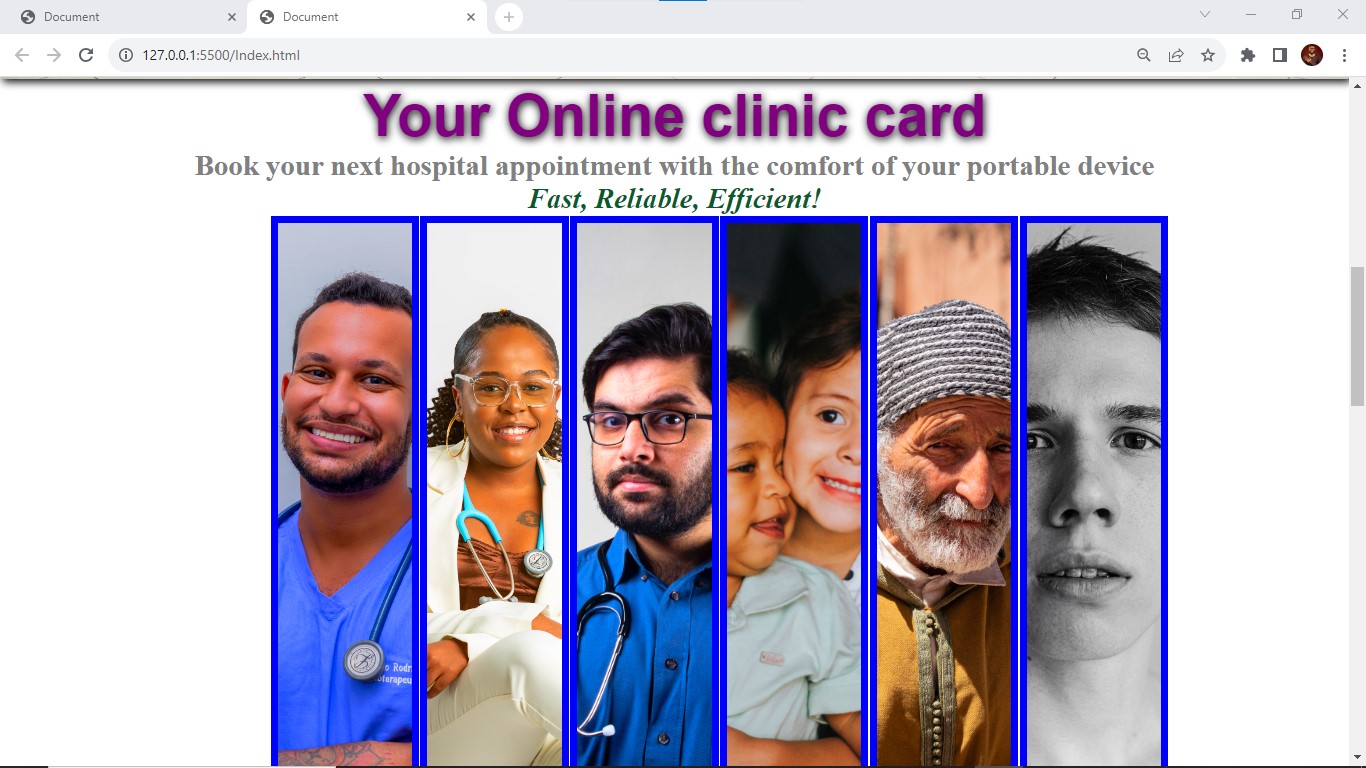 Document
Document
127.0.0.1:5500/Index.html
Your Online clinic card
Book your next hospital appointment with the comfort of your portable device
Fast, Reliable, Efficient!